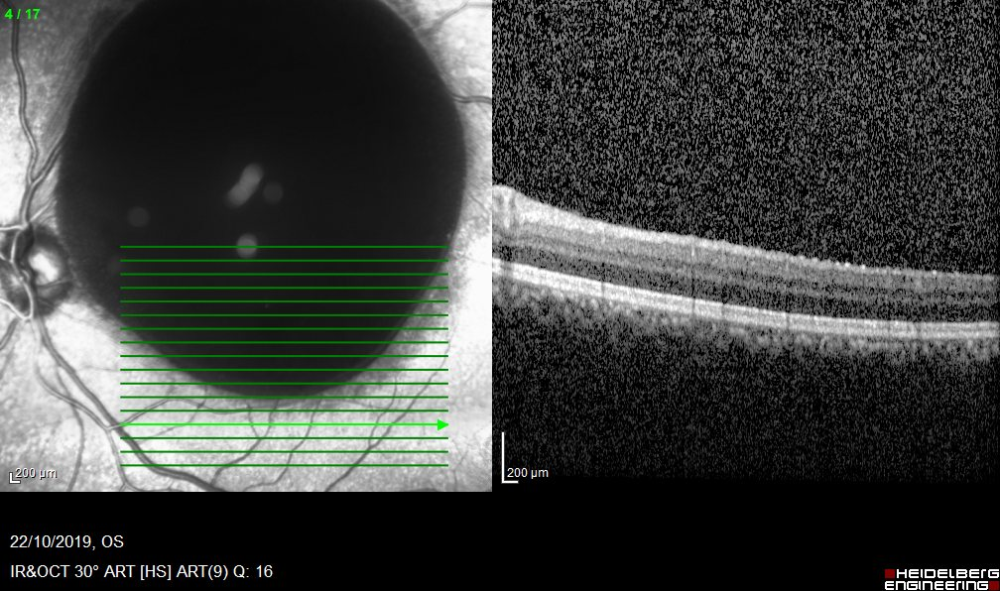 4 / 17
200 µm
200 µm
22/10/2019, OS
IR&OCT 30° ART [HS] ART(9) Q: 16
HEIDELBERG
ENGINEERING